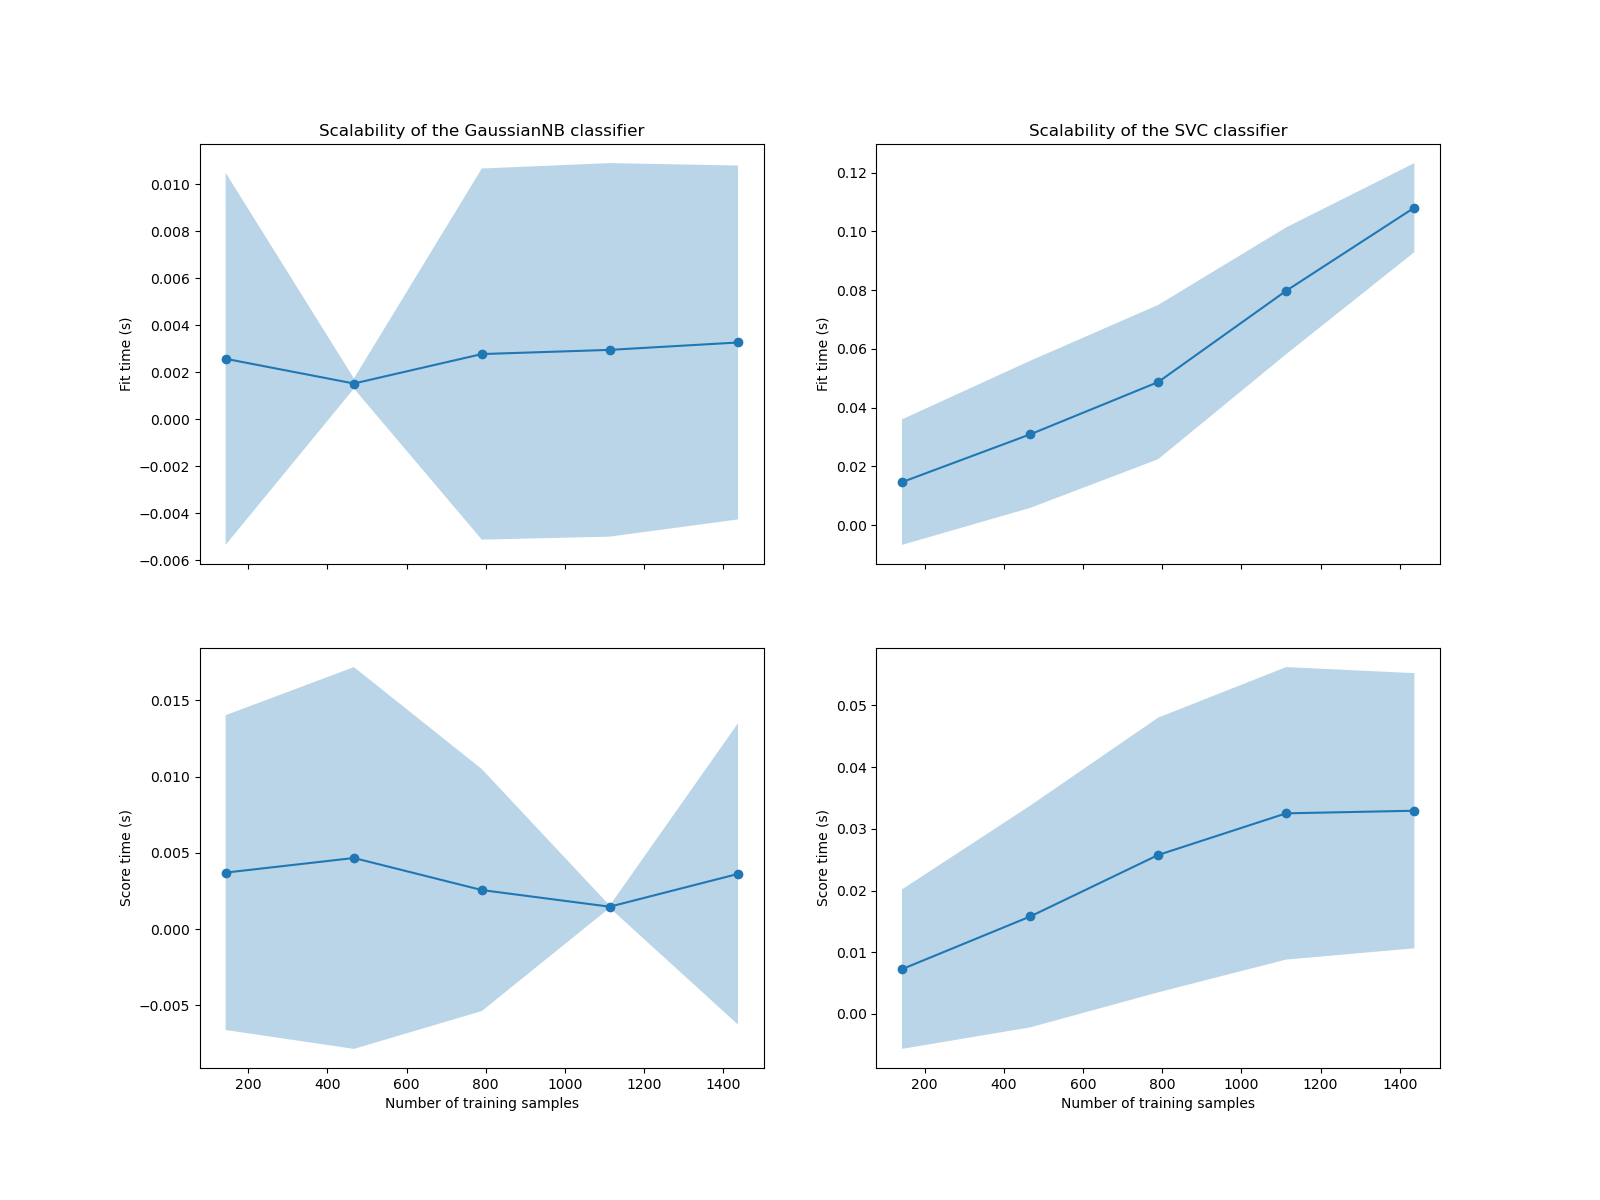 Scalability of the GaussianNB classifier
Fit time (s)
0.010
0.008
0.006
0.004
0.002
0.000
−0.002
−0.004
−0.006
Scalability of the SVC classifier
Fit time (s)
0.12
0.10
0.08
0.06
0.04
0.02
0.00
Score time (s)
0.015
0.010
0.005
0.000
−0.005
200 400 600 800 1000 1200 1400
Number of training samples
Score time (s)
0.05
0.04
0.03
0.02
0.01
0.00
200 400 600 800 1000 1200 1400
Number of training samples